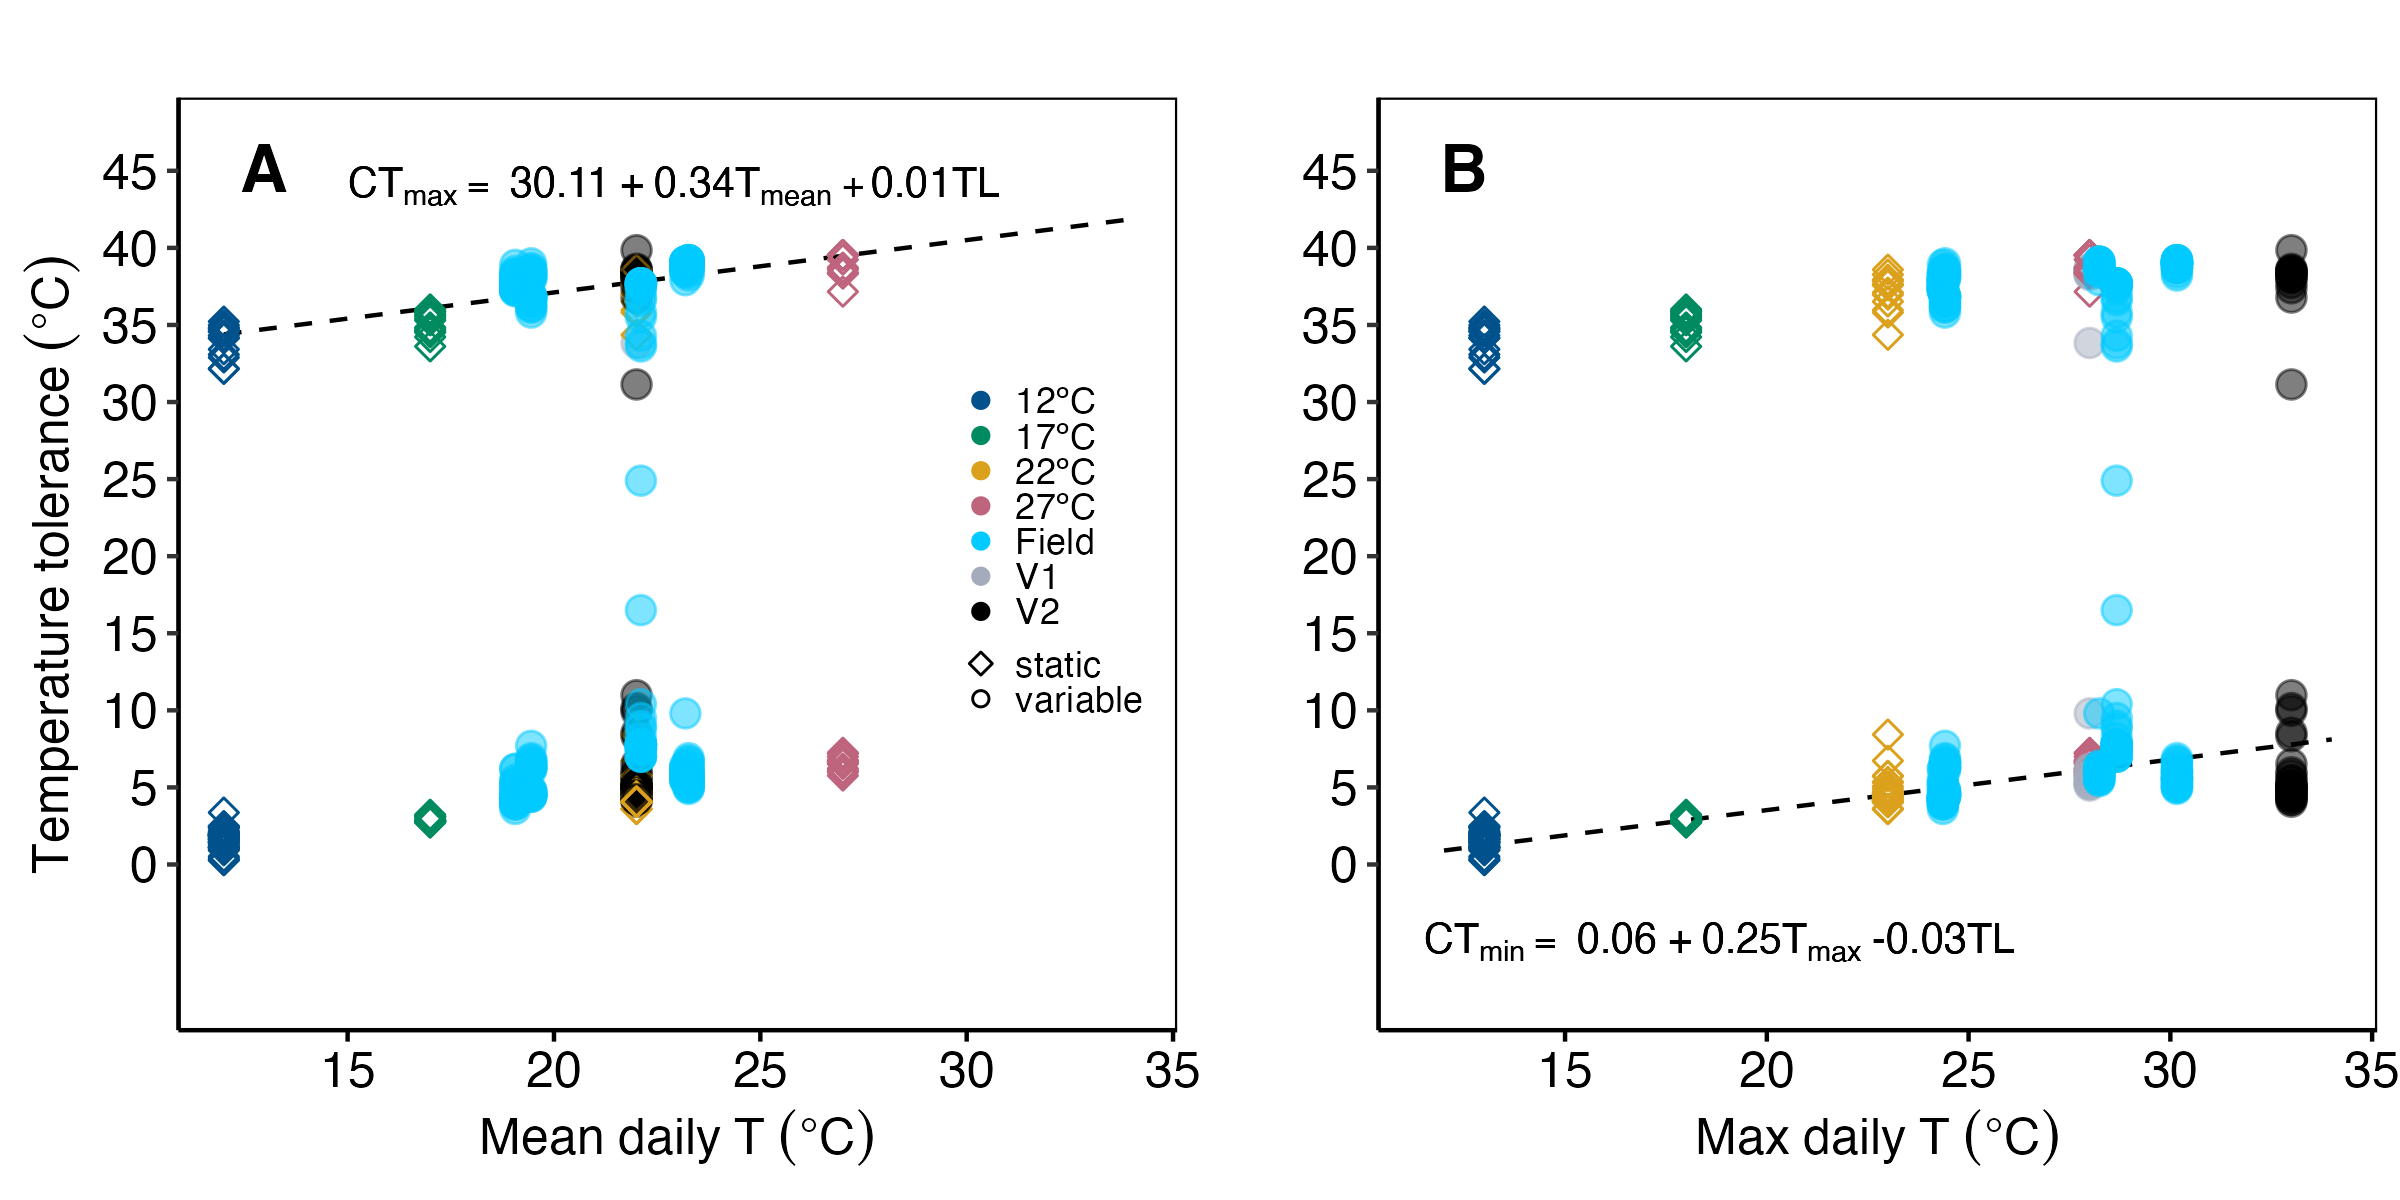 A
CTmax = 30.11 + 0.34Tmean + 0.01TL
45
40
35
30
25
20
15
10
5
0
Temperature tolerance (°C)
12°C
17°C
22°C
27°C
Field
V1
V2
static
variable
15 20 25 30 35
Mean daily T (°C)
B
45
40
35
30
25
20
15
10
5
0
CTmin = 0.06 + 0.25Tmax -0.03TL
15 20 25 30 35
Max daily T (°C)